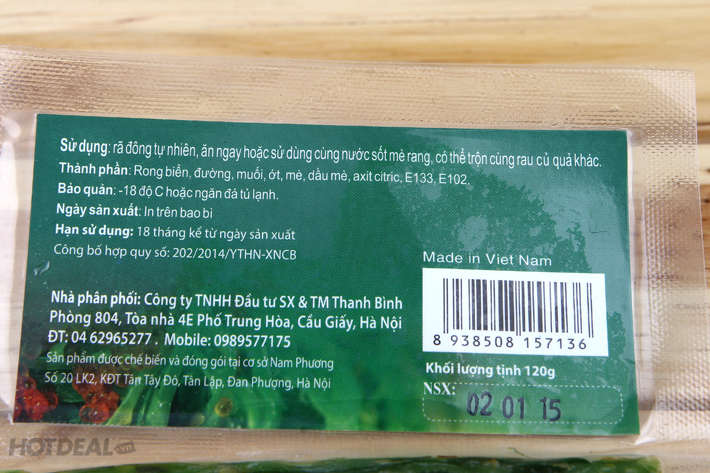 Sử dụng: rã đông tự nhiên, ăn ngay hoặc sử dùng cùng nước sốt mè rang, có thể trộn cùng rau củ quả khác.
Thành phần: Rong biển, đường, muối, ớt, mè, dầu mè, axit citric, E133, E102.
Bảo quản: -18 độ C hoặc ngăn đá tủ lạnh.
Ngày sản xuất: In trên bao bì
Hạn sử dụng: 18 tháng kể từ ngày sản xuất
Công bố hợp quy số: 202/2014/YTHN-XNCB
Nhà phân phối: Công ty TNHH Đầu tư SX & TM Thanh Bình
Phòng 804, Tòa nhà 4E Phố Trung Hòa, Cầu Giấy, Hà Nội
ĐT: 04 62965277 . Mobile: 0989577175
Sản phẩm được chế biến và đóng gói tại cơ sở Nam Phương
Số 20 LK2, KĐT Tân Tây Đô, Tân Lập, Đan Phượng, Hà Nội
Made in Viet Nam
8 938508 157136
Khối lượng tịnh 120g
NSX:
02 01 15
HOTDEAL.vn